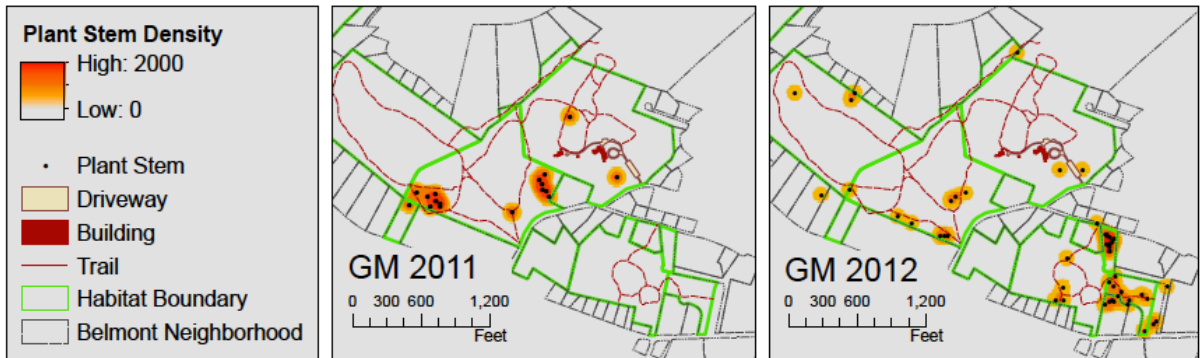 Plant Stem Density
High: 2000
Low: 0
Plant Stem
Driveway
Building
Trail
Habitat Boundary
Belmont Neighborhood
GM 2011
0 300 600 1,200
Feet
GM 2012
0 300 600 1,200
Feet